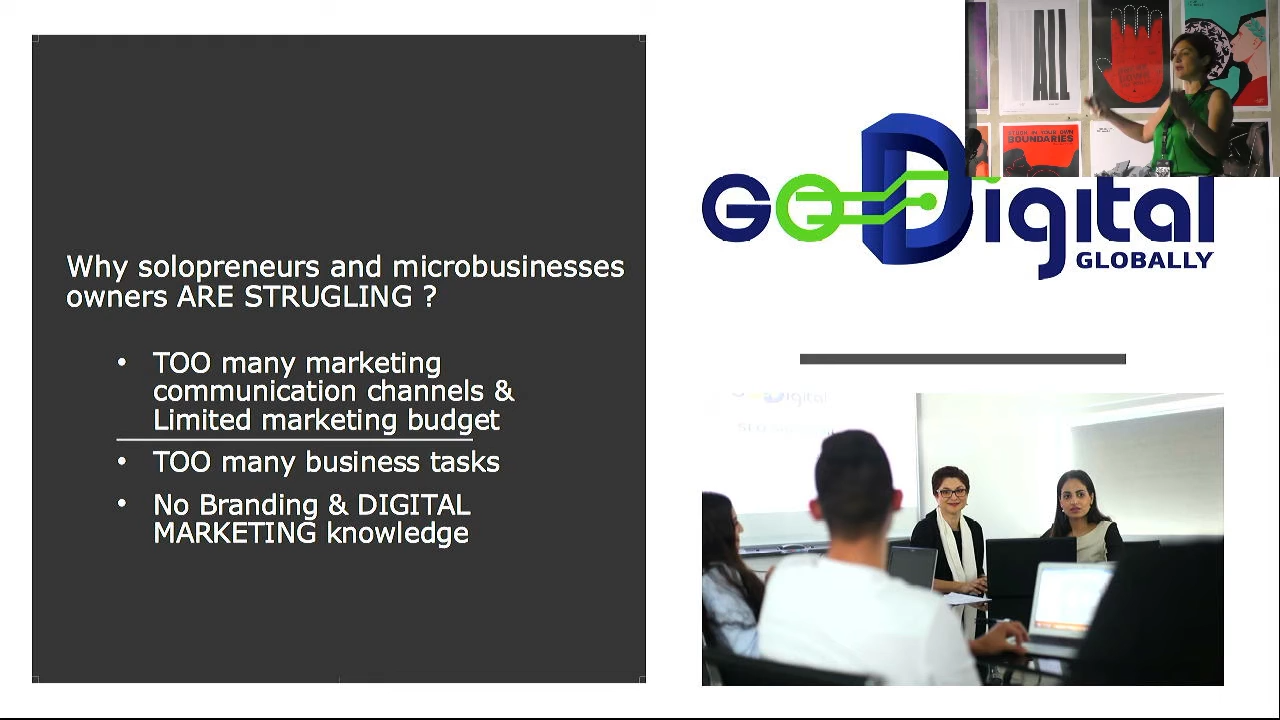 Why solopreneurs and microbusinesses
owners ARE STRUGLING ?
• TOO many marketing
communication channels &
Limited marketing budget
• TOO many business tasks
• No Branding & DIGITAL
MARKETING knowledge
GO Digital
GLOBALLY
ALL
BOUNDARIES
Digital